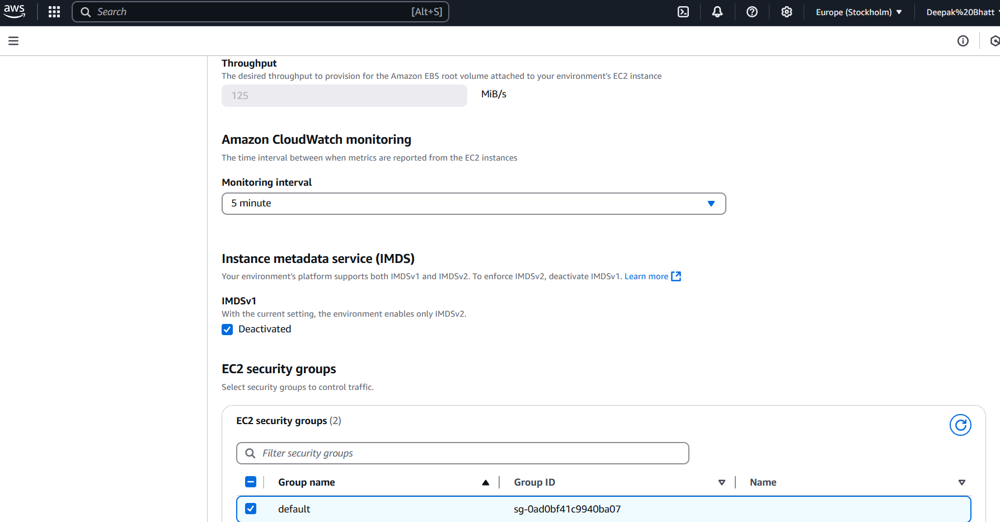 aws
Search [Alt+S]
Europe (Stockholm)
Deepak%20Bhatt
Throughput
The desired throughput to provision for the Amazon EBS root volume attached to your environment's EC2 instance
125 MiB/s
Amazon CloudWatch monitoring
The time interval between when metrics are reported from the EC2 instances
Monitoring interval
5 minute
Instance metadata service (IMDS)
Your environment's platform supports both IMDSv1 and IMDSv2. To enforce IMDSv2, deactivate IMDSv1. Learn more
IMDSv1
With the current setting, the environment enables only IMDSv2.
Deactivated
EC2 security groups
Select security groups to control traffic.
EC2 security groups (2)
Filter security groups
Group name Group ID Name
default sg-0ad0bf41c9940ba07